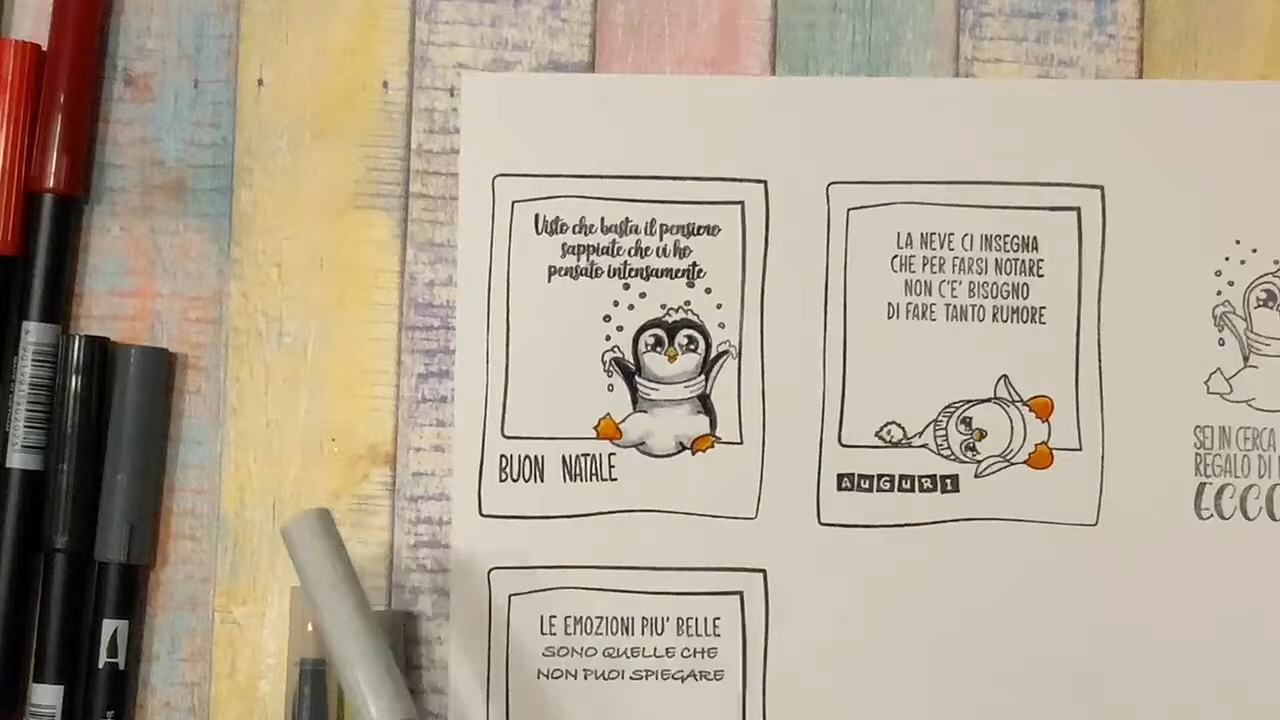 Visto che basta il pensiero
sappiate che vi ho
pensato intensamente
BUON NATALE
LA NEVE CI INSEGNA
CHE PER FARSI NOTARE
NON C'E' BISOGNO
DI FARE TANTO RUMORE
AUGURI
SEI IN CERCA
REGALO DI
LE EMOZIONI PIU' BELLE
SONO QUELLE CHE
NON PUOI SPIEGARE